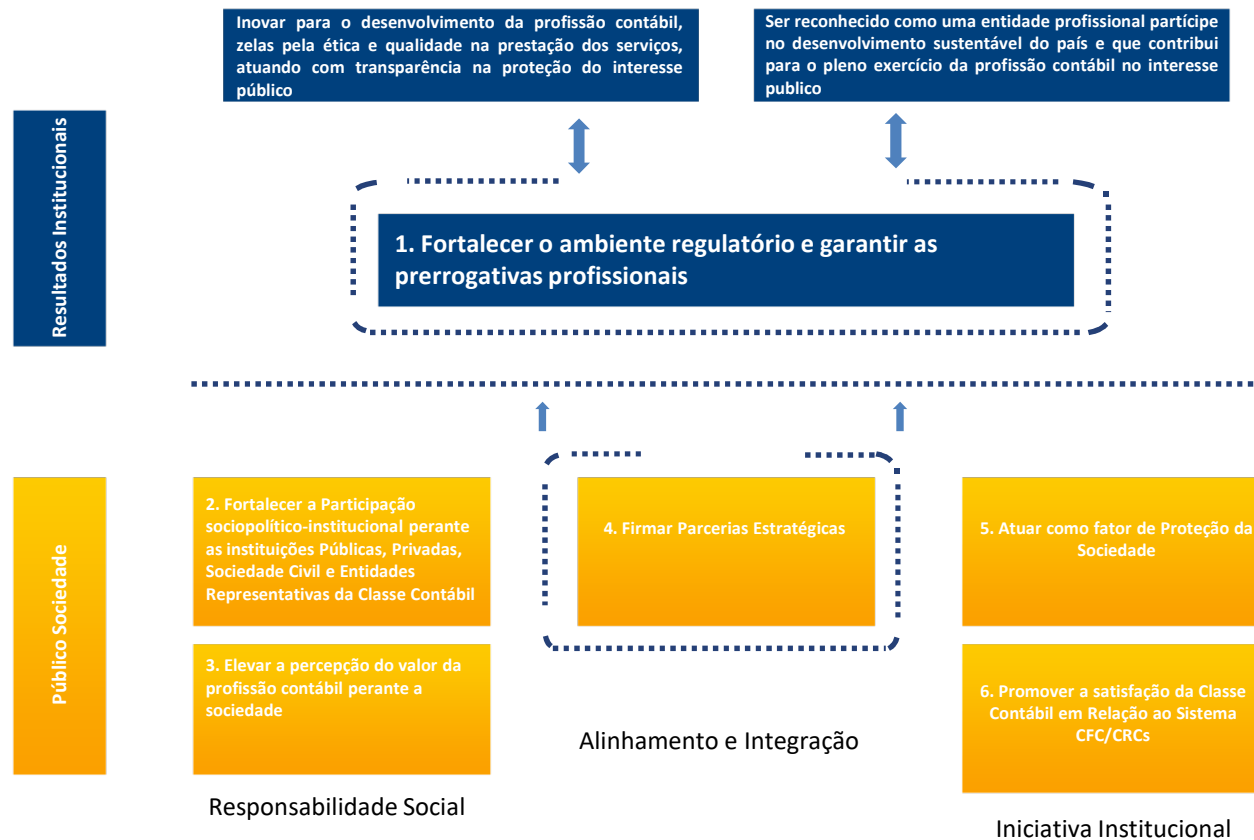 Inovar para o desenvolvimento da profissão contábil,
zelas pela ética e qualidade na prestação dos serviços,
atuando com transparência na proteção do interesse
público
Ser reconhecido como uma entidade profissional partícipe
no desenvolvimento sustentável do país e que contribui
para o pleno exercício da profissão contábil no interesse
publico
Resultados Institucionais
1. Fortalecer o ambiente regulatório e garantir as
prerrogativas profissionais
Público Sociedade
2. Fortalecer a Participação
sociopolítico-institucional perante
as instituições Públicas, Privadas,
Sociedade Civil e Entidades
Representativas da Classe Contábil
4. Firmar Parcerias Estratégicas
5. Atuar como fator de Proteção da
Sociedade
3. Elevar a percepção do valor da
profissão contábil perante a
sociedade
6. Promover a satisfação da Classe
Contábil em Relação ao Sistema
CFC/CRCs
Alinhamento e Integração
Responsabilidade Social
Iniciativa Institucional